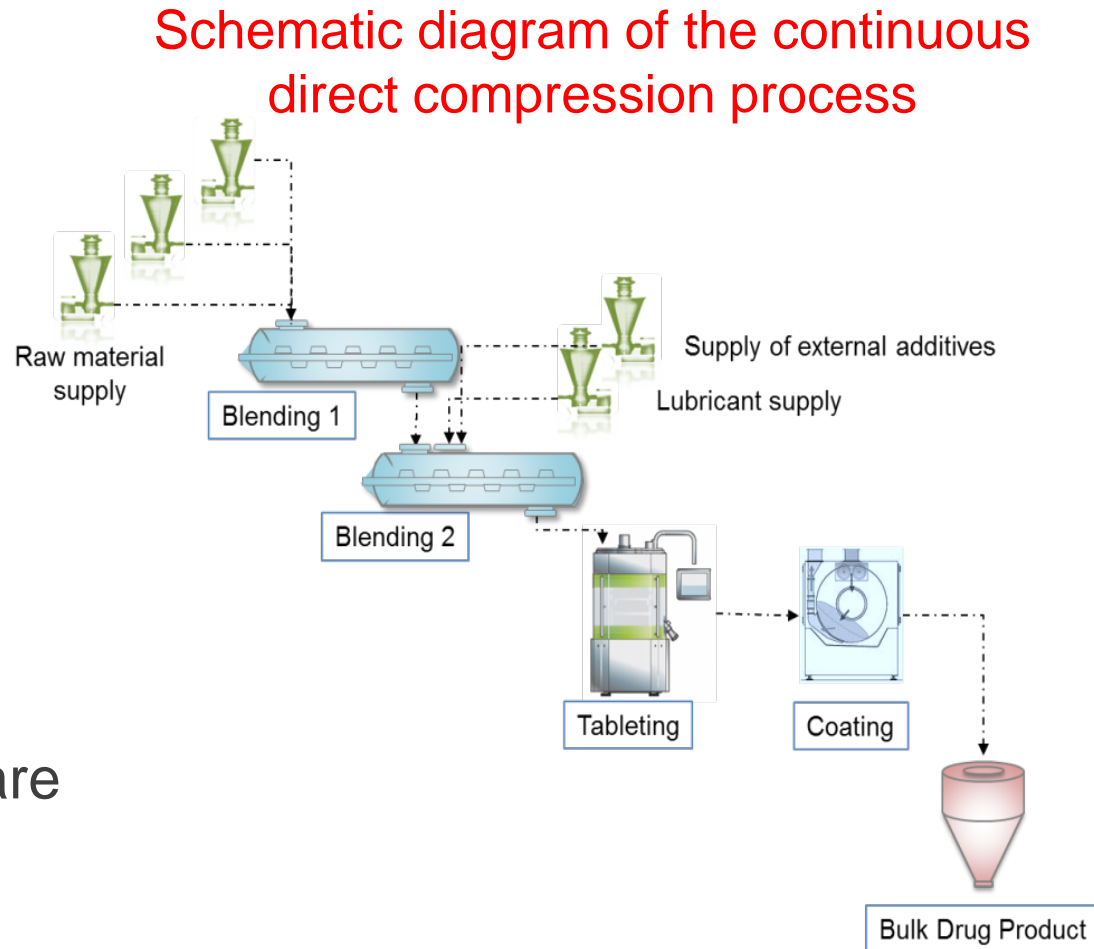 Schematic diagram of the continuous
direct compression process
Raw material
supply
Supply of external additives
Lubricant supply
Blending 1
Blending 2
Tableting
Coating
are
Bulk Drug Product